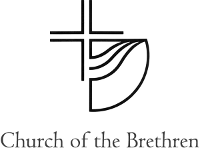 Church of the Brethren